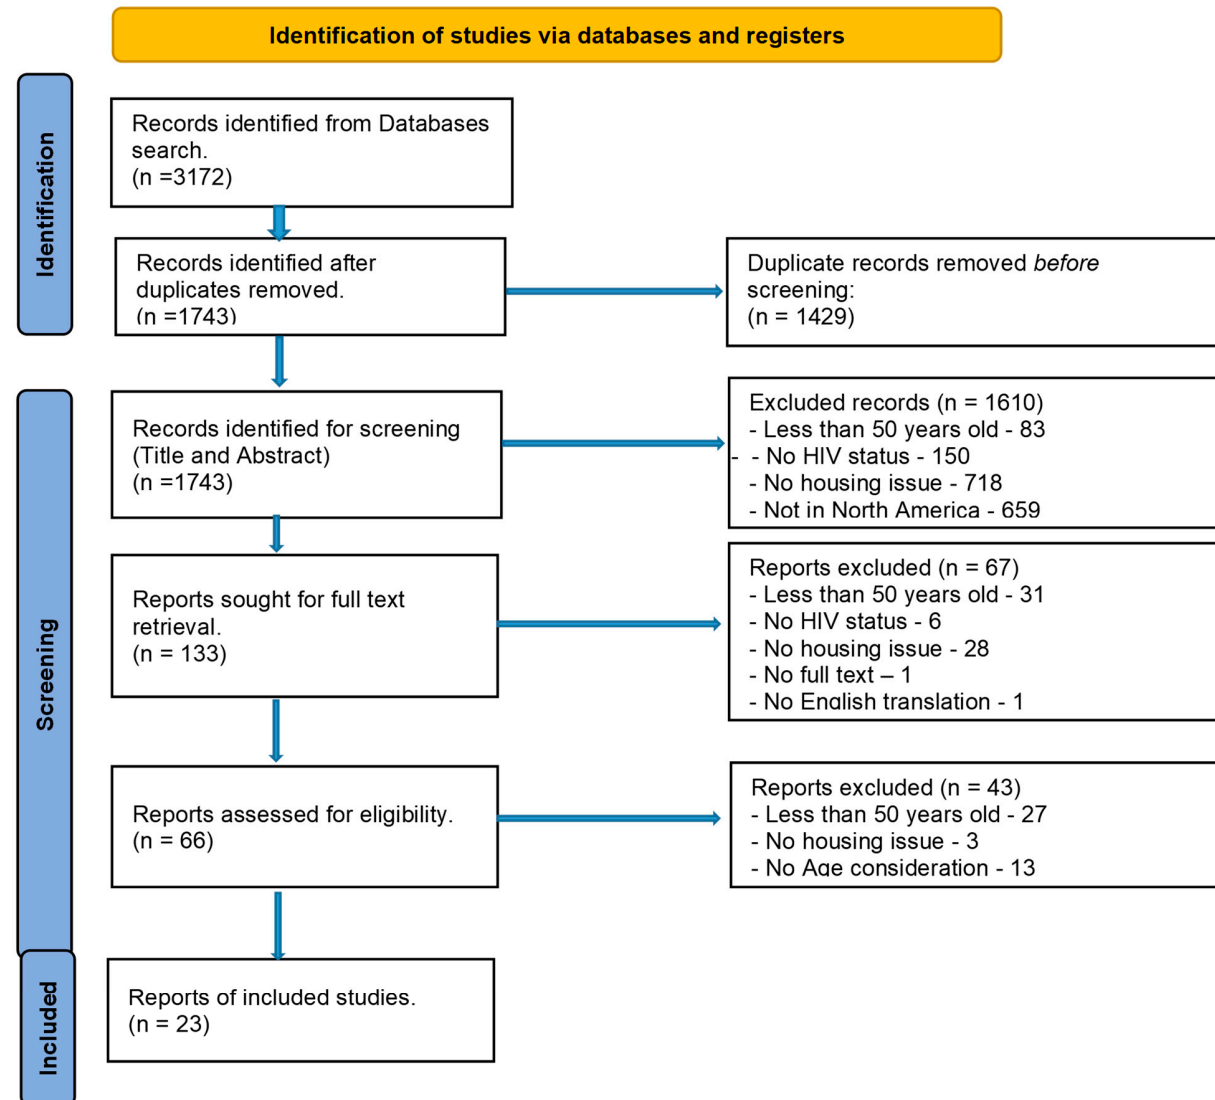 Identification of studies via databases and registers
Identification
Records identified from Databases
search.
(n =3172)
Records identified after
duplicates removed.
(n =1743)
Duplicate records removed before
screening:
(n = 1429)
Screening
Records identified for screening
(Title and Abstract)
(n =1743)
Excluded records (n = 1610)
- Less than 50 years old - 83
- - No HIV status - 150
- No housing issue - 718
- Not in North America - 659
Reports sought for full text
retrieval.
(n = 133)
Reports excluded (n = 67)
- Less than 50 years old - 31
- No HIV status - 6
- No housing issue - 28
- No full text – 1
- No English translation - 1
Reports assessed for eligibility.
(n = 66)
Reports excluded (n = 43)
- Less than 50 years old - 27
- No housing issue - 3
- No Age consideration - 13
Included
Reports of included studies.
(n = 23)